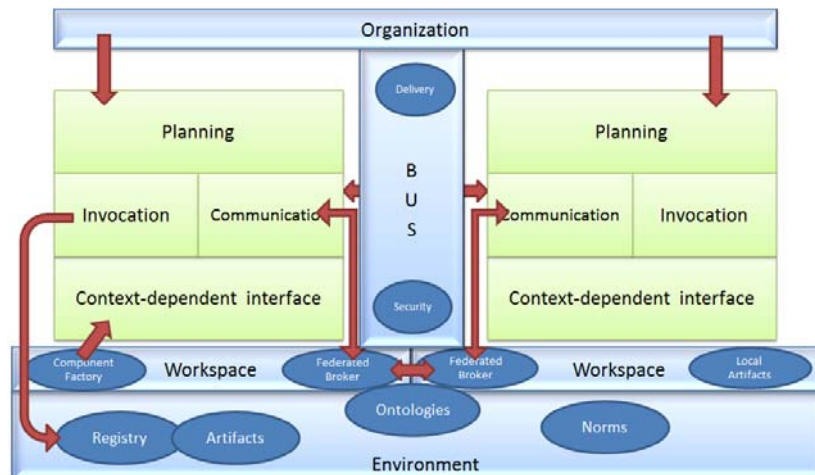 Organization
Delivery
Planning
Planning
B
U
S
Invocation
Communicatio
Communication
Invocation
Context-dependent interface
Security
Context-dependent interface
Component
Factory
Workspace
Federated
Broker
Federated
Broker
Workspace
Local
Artifacts
Ontologies
Registry
Artifacts
Norms
Environment